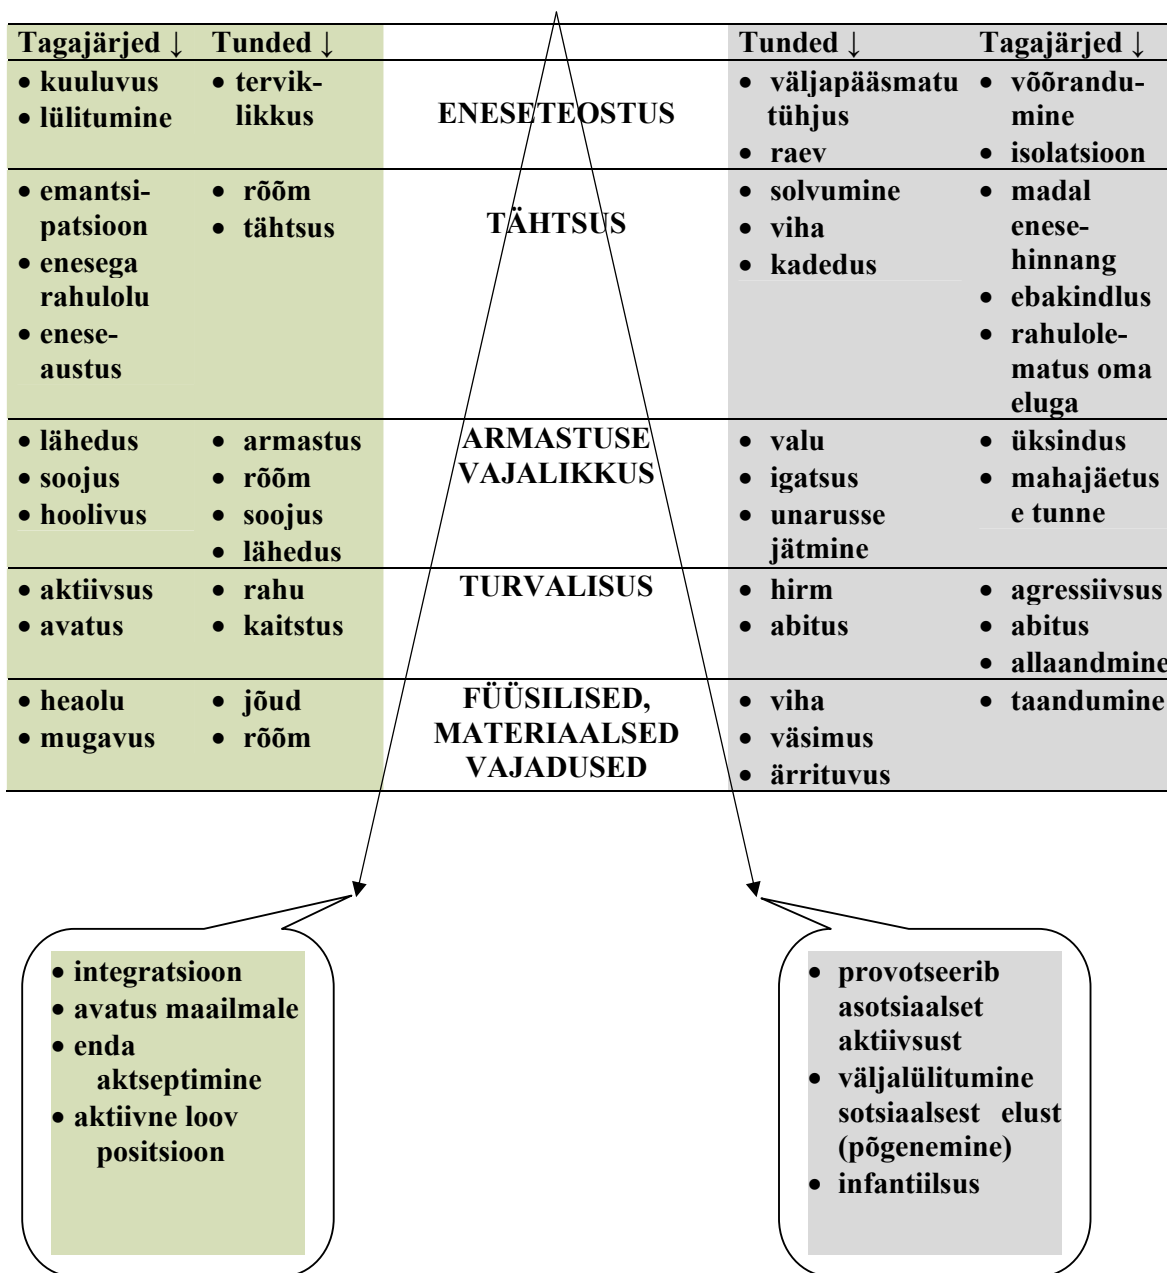 Tagajärjed ↓ Tunded ↓ Tunded ↓ Tagajärjed ↓
• kuuluvus
• lülitumine
• tervik-
likkus
ENESETEOSTUS
• väljapääsmatu
tühjus
• raev
• võõrandu-
mine
• isolatsioon
• emantsi-
patsioon
• enesega
rahulolu
• enese-
austus
• rõõm
• tähtsus
TÄHTSUS
• solvumine
• viha
• kadedus
• madal
enese-
hinnang
• ebakindlus
• rahulole-
matus oma
eluga
• lähedus
• soojus
• hoolivus
• armastus
• rõõm
• soojus
• lähedus
ARMASTUSE
VAJALIKKUS
• valu
• igatsus
• unarusse
jätmine
• üksindus
• mahajäetus
e tunne
• aktiivsus
• avatus
• rahu
• kaitstus
TURVALISUS
• hirm
• abitus
• agressiivsus
• abitus
• allaandmine
• heaolu
• mugavus
• jõud
• rõõm
FÜÜSILISED,
MATERIAALSED
VAJADUSED
• viha
• väsimus
• ärrituvus
• taandumine
• integratsioon
• avatus maailmale
• enda
aktseptimine
• aktiivne loov
positsioon
• provotseerib
asotsiaalset
aktiivsust
• väljalülitumine
sotsiaalsest elust
(põgenemine)
• infantiilsus